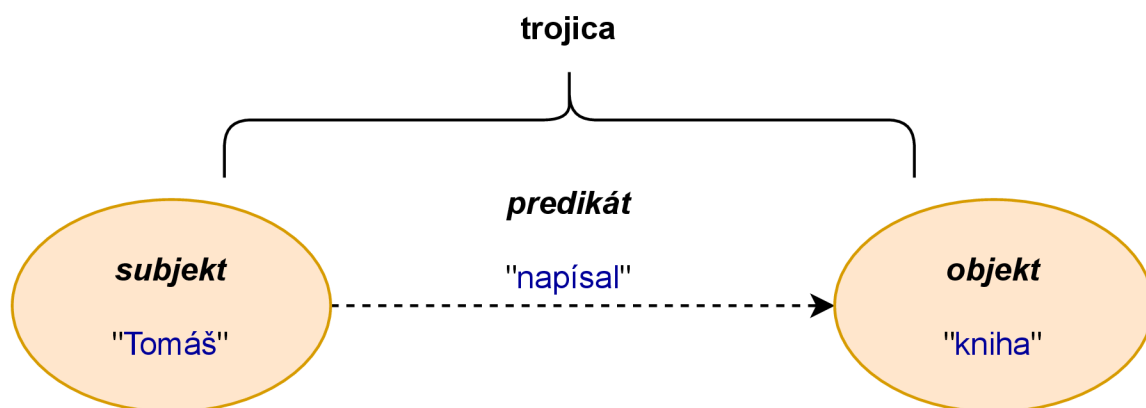 trojica
predikát
subjekt
"napísal"
objekt
"Tomáš"
"kniha"